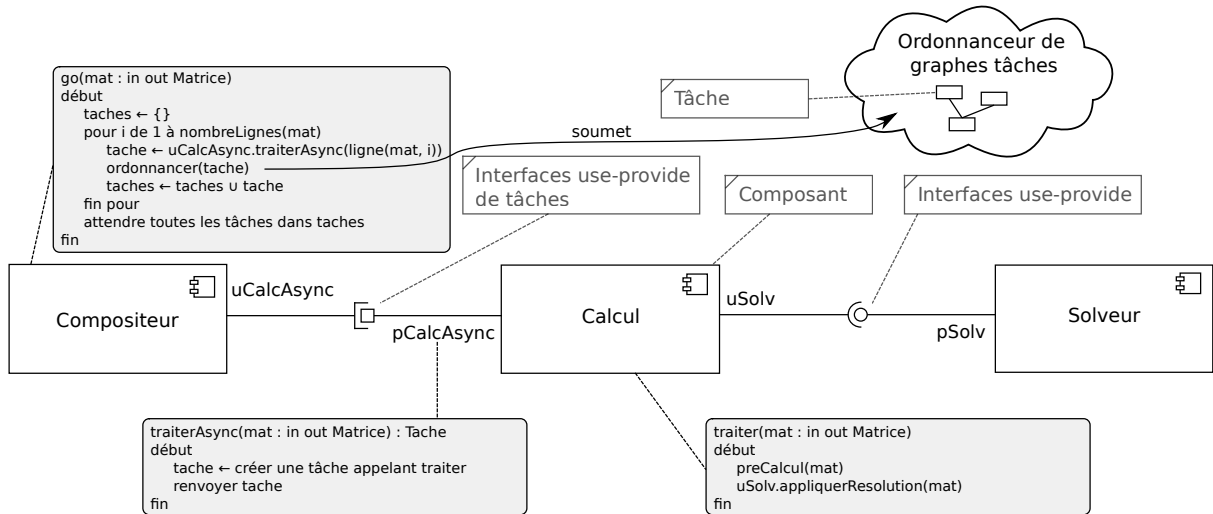 Ordonnanceur de
graphes tâches
go(mat : in out Matrice)
début
taches ← {}
pour i de 1 à nombreLignes(mat)
tache ← uCalcAsync.traiterAsync(ligne(mat, i))
ordonnancer(tache)
taches ← taches ∪ tache
fin pour
attendre toutes les tâches dans taches
fin
Tâche
soumet
Interfaces use-provide
de tâches
Composant
Interfaces use-provide
Compositeur
uCalcAsync
pCalcAsync
Calcul
uSolv
pSolv
Solveur
traiterAsync(mat : in out Matrice) : Tache
début
tache ← créer une tâche appelant traiter
renvoyer tache
fin
traiter(mat : in out Matrice)
début
preCalcul(mat)
uSolv.appliquerResolution(mat)
fin